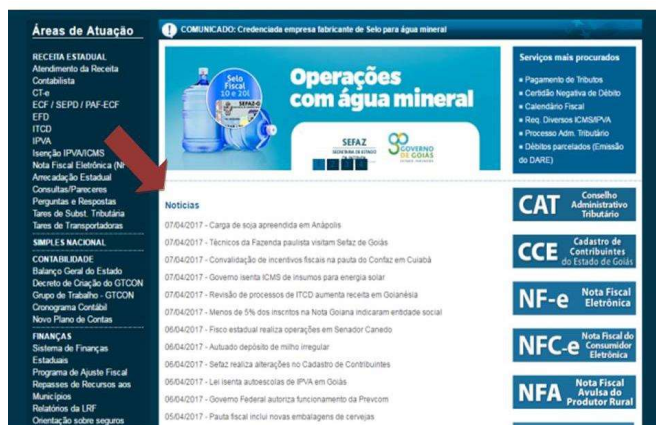 Áreas de Atuação
RECEITA ESTADUAL
Atendimento da Receita
Contabilista
CT-e
ECF / SEPD / PAF-ECF
EFD
ITCD
IPVA
Isenção IPVA/ICMS
Nota Fiscal Eletrônica (NF
Arrecadação Estadual
Consultas/Pareceres
Perguntas e Respostas
Tares de Subst. Tributária
Tares de Transportadoras
SIMPLES NACIONAL
CONTABILIDADE
Balanço Geral do Estado
Decreto de Criação do GTCON
Grupo de Trabalho - GTCON
Cronograma Contábil
Novo Plano de Contas
FINANÇAS
Sistema de Finanças
Estaduais
Programa de Ajuste Fiscal
Repasses de Recursos aos
Municípios
Relatórios da LRF
Orientação sobre seguros
COMUNICADO: Credenciada empresa fabricante de Selo para água mineral
Selo
Fiscal
10 e 20l
SEFAZ-G
Operações
com água mineral
SEFAZ
GOVERNO
DE GOIÁS
Notícias
07/04/2017 - Carga de soja apreendida em Anápolis
07/04/2017 - Técnicos da Fazenda paulista visitam Sefaz de Goiás
07/04/2017 - Convalidação de incentivos fiscais na pauta do Confaz em Cuiabá
07/04/2017 - Governo isenta ICMS de insumos para energia solar
07/04/2017 - Revisão de processos de ITCD aumenta receita em Goianésia
07/04/2017 - Menos de 5% dos inscritos na Nota Goiana indicaram entidade social
06/04/2017 - Fisco estadual realiza operações em Senador Canedo
06/04/2017 - Autuado depósito de milho irregular
06/04/2017 - Sefaz realiza alterações no Cadastro de Contribuintes
06/04/2017 - Lei isenta autoescolas de IPVA em Goiás
06/04/2017 - Governo Federal autoriza funcionamento da Prevcom
05/04/2017 - Pauta fiscal inclui novas embalagens de cervejas
Serviços mais procurados
Pagamento de Tributos
Certidão Negativa de Débito
Calendário Fiscal
Req. Diversos ICMS/IPVA
Processo Adm. Tributário
Débitos parcelados (Emissão
do DARE)
CAT Conselho
Administrativo
Tributário
CCE Cadastro de
Contribuintes
do Estado de Goiás
NF-e Nota Fiscal
Eletrônica
NFC-e Nota Fiscal do
Consumidor
Eletrônica
NFA Nota Fiscal
Avulsa do
Produtor Rural